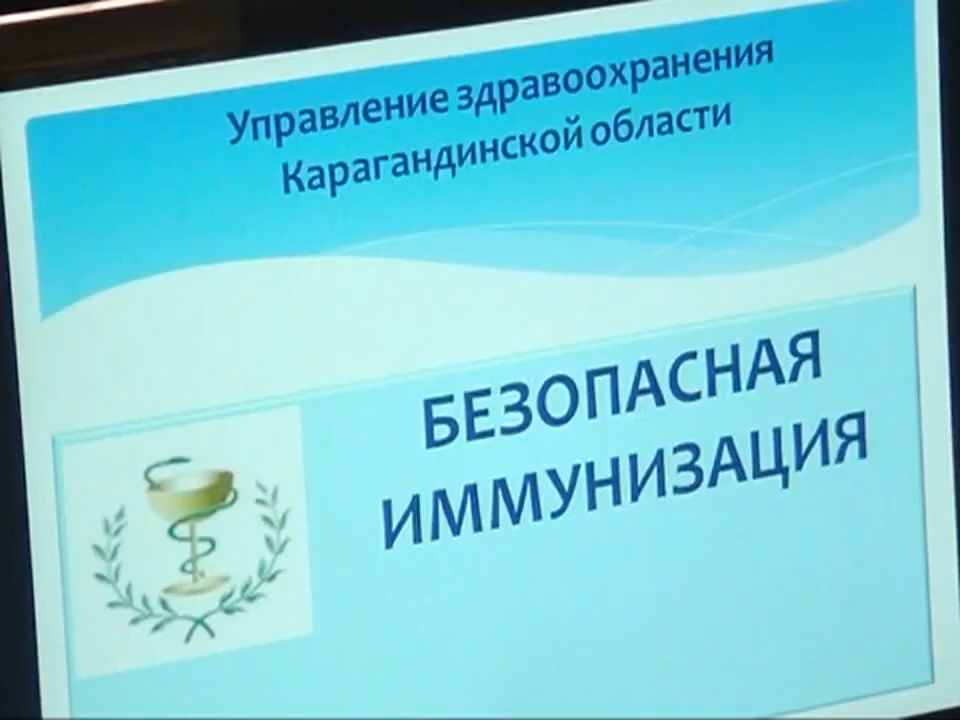 Управление здравоохранения
Карагандинской области
БЕЗОПАСНАЯ
ИММУНИЗАЦИЯ